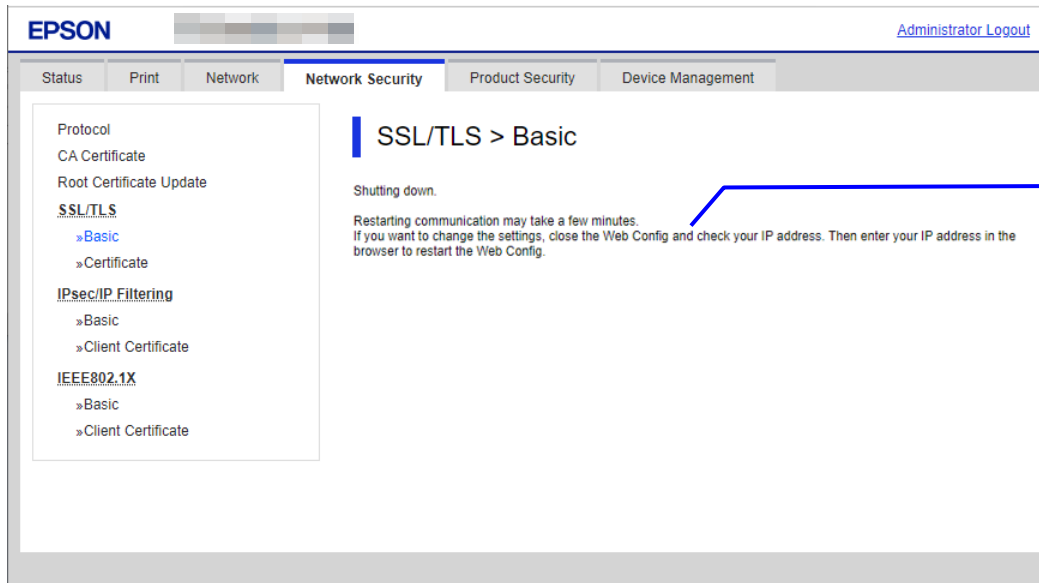 EPSON
Administrator Logout
Status Print Network Network Security Product Security Device Management
Protocol
CA Certificate
Root Certificate Update
SSL/TLS
»Basic
»Certificate
IPsec/IP Filtering
»Basic
»Client Certificate
IEEE802.1X
»Basic
»Client Certificate
SSL/TLS > Basic
Shutting down.
Restarting communication may take a few minutes.
If you want to change the settings, close the Web Config and check your IP address. Then enter your IP address in the
browser to restart the Web Config.